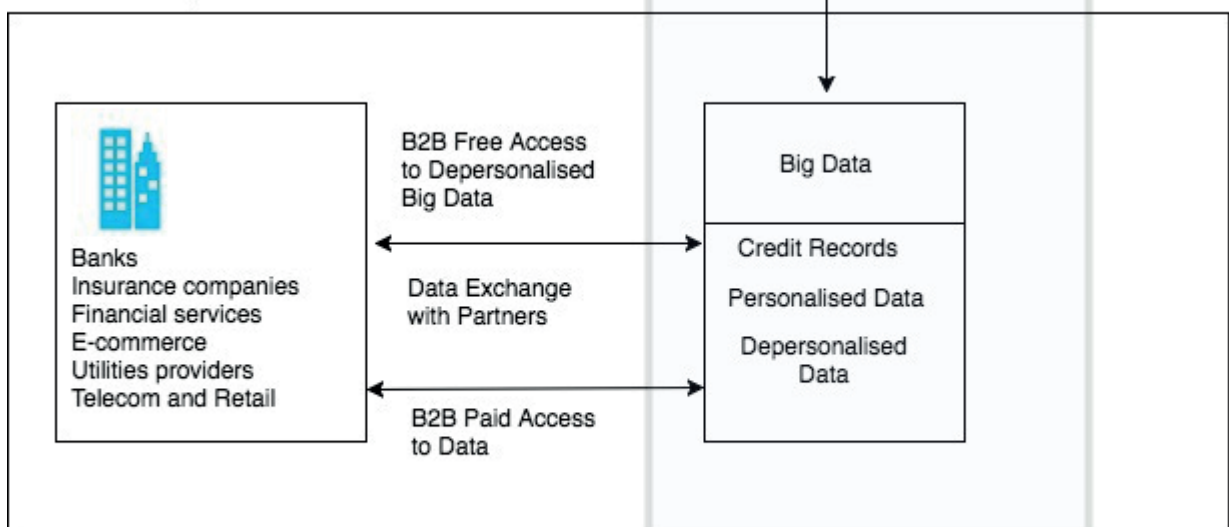 Banks
Insurance companies
Financial services
E-commerce
Utilities providers
Telecom and Retail
B2B Free Access
to Depersonalised
Big Data
Data Exchange
with Partners
B2B Paid Access
to Data
Big Data
Credit Records
Personalised Data
Depersonalised
Data